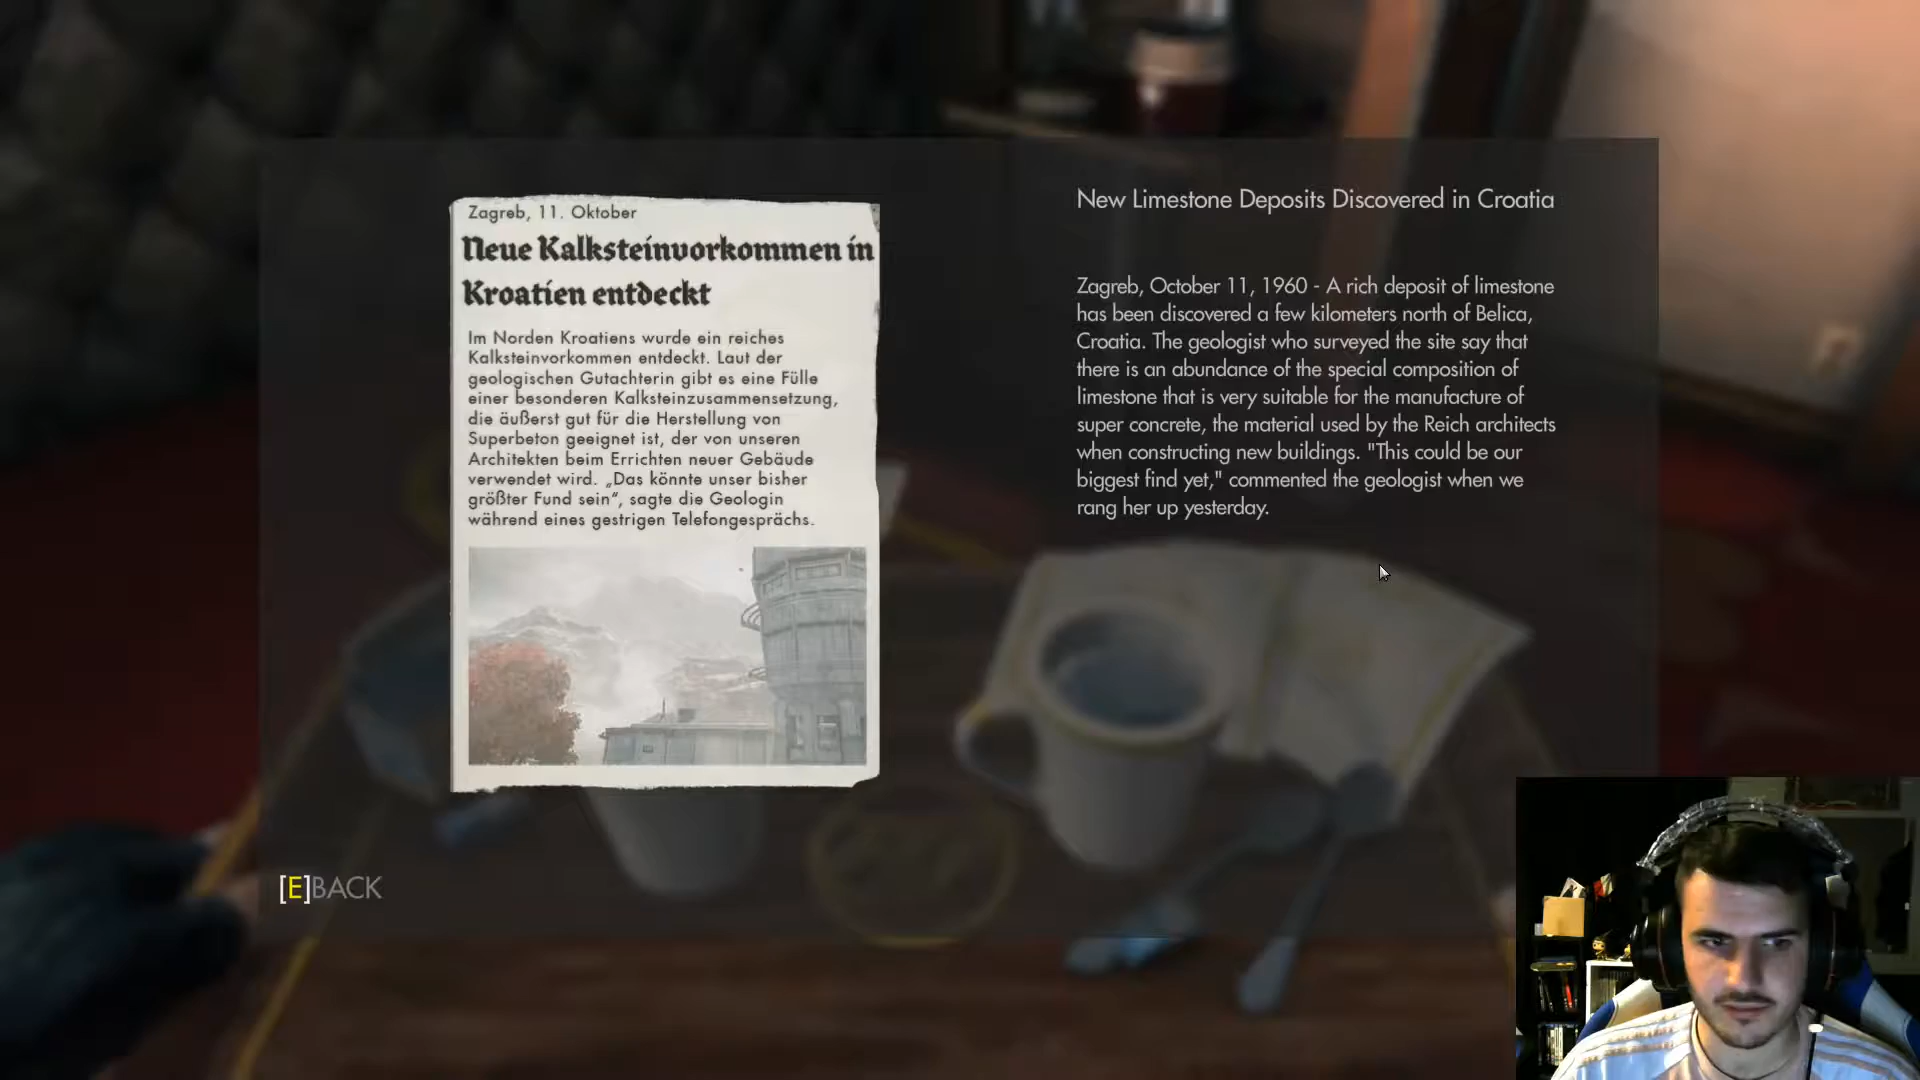 Zagreb, 11. Oktober
Neue Kalksteinvorkommen in
Kroatien entdeckt
Im Norden Kroatiens wurde ein reiches
Kalksteinvorkommen entdeckt. Laut der
geologischen Gutachterin gibt es eine Fülle
einer besonderen Kalksteinzusammensetzung,
die äußerst gut für die Herstellung von
Superbeton geeignet ist, der von unseren
Architekten beim Errichten neuer Gebäude
verwendet wird. „Das könnte unser bisher
größter Fund sein“, sagte die Geologin
während eines gestrigen Telefongesprächs.
New Limestone Deposits Discovered in Croatia
Zagreb, October 11, 1960 - A rich deposit of limestone
has been discovered a few kilometers north of Belica,
Croatia. The geologist who surveyed the site say that
there is an abundance of the special composition of
limestone that is very suitable for the manufacture of
super concrete, the material used by the Reich architects
when constructing new buildings. "This could be our
biggest find yet," commented the geologist when we
rang her up yesterday.
[E]BACK